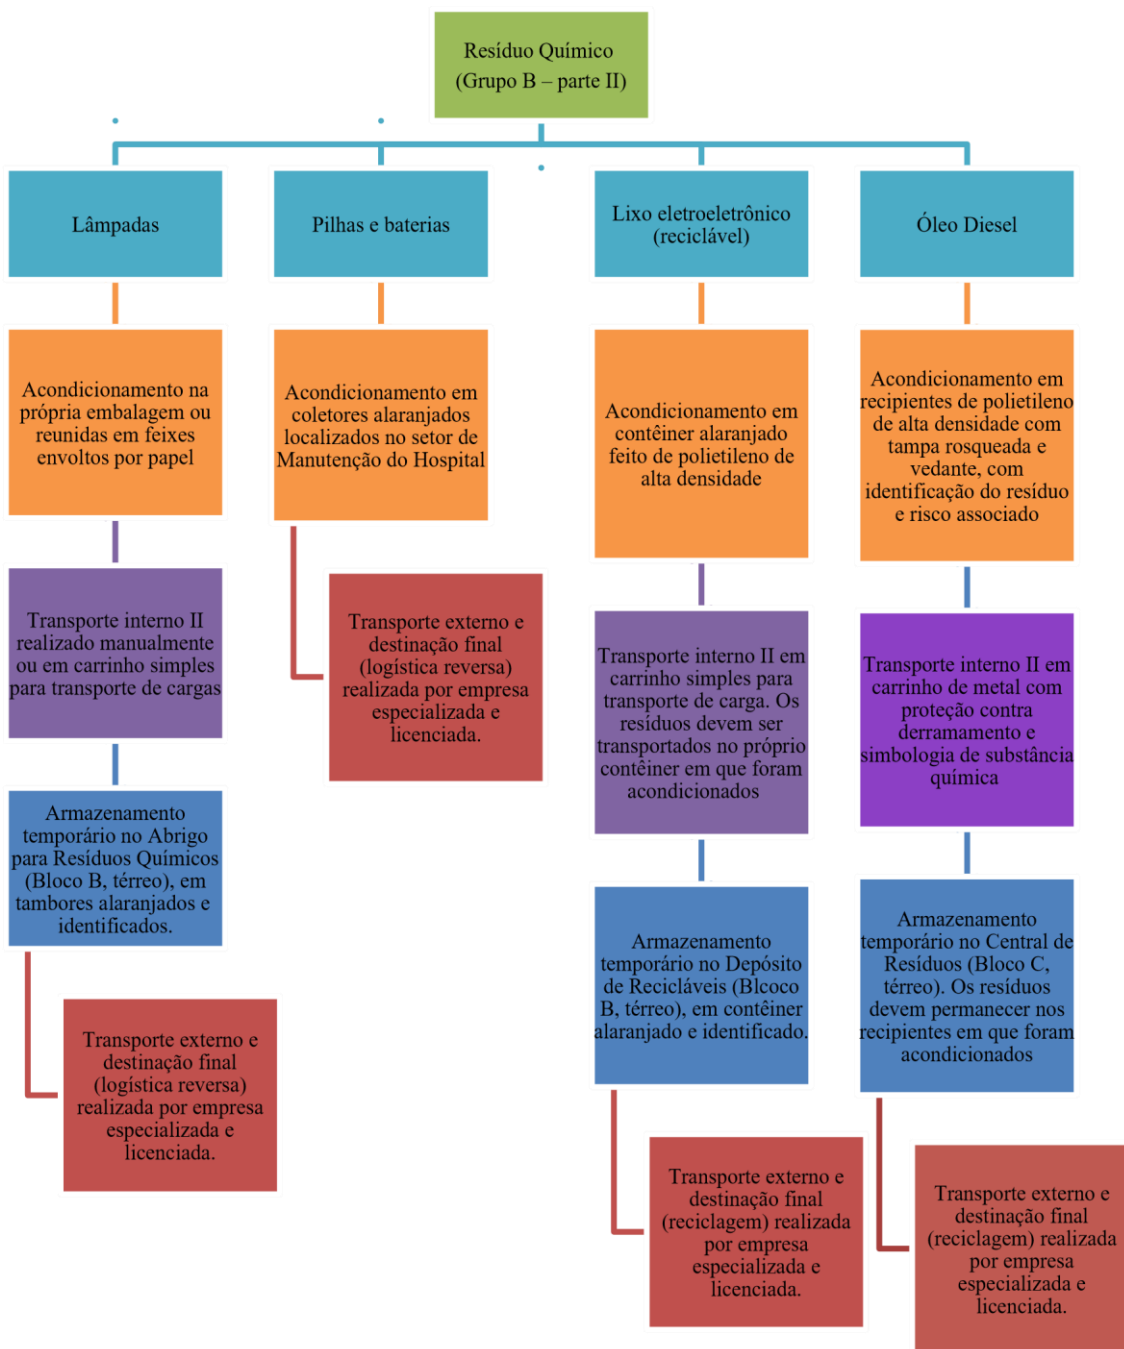 Resíduo Químico
(Grupo B – parte II)
Lâmpadas
Pilhas e baterias
Lixo eletroeletrônico
(reciclável)
Óleo Diesel
Acondicionamento na
própria embalagem ou
reunidas em feixes
envoltos por papel
Acondicionamento em
coletores alaranjados
localizados no setor de
Manutenção do Hospital
Acondicionamento em
contêiner alaranjado
feito de polietileno de
alta densidade
Acondicionamento em
recipientes de polietileno
de alta densidade com
tampa rosqueada e
vedante, com
identificação do resíduo
e risco associado
Transporte interno II
realizado manualmente
ou em carrinho simples
para transporte de cargas
Transporte externo e
destinação final
(logística reversa)
realizada por empresa
especializada e
licenciada.
Transporte interno II em
carrinho simples para
transporte de carga. Os
resíduos devem ser
transportados no próprio
contêiner em que foram
acondicionados
Transporte interno II em
carrinho de metal com
proteção contra
derramamento e
simbologia de substância
química
Armazenamento
temporário no Abrigo
para Resíduos Químicos
(Bloco B, térreo), em
tambores alaranjados e
identificados.
Armazenamento
temporário no Depósito
de Recicláveis (Blcoco
B, térreo), em contêiner
alaranjado e identificado.
Armazenamento
temporário no Central de
Resíduos (Bloco C,
térreo). Os resíduos
devem permanecer nos
recipientes em que foram
acondicionados
Transporte externo e
destinação final
(logística reversa)
realizada por empresa
especializada e
licenciada.
Transporte externo e
destinação final
(reciclagem) realizada
por empresa
especializada e
licenciada.
Transporte externo e
destinação final
(reciclagem) realizada
por empresa
especializada e
licenciada.